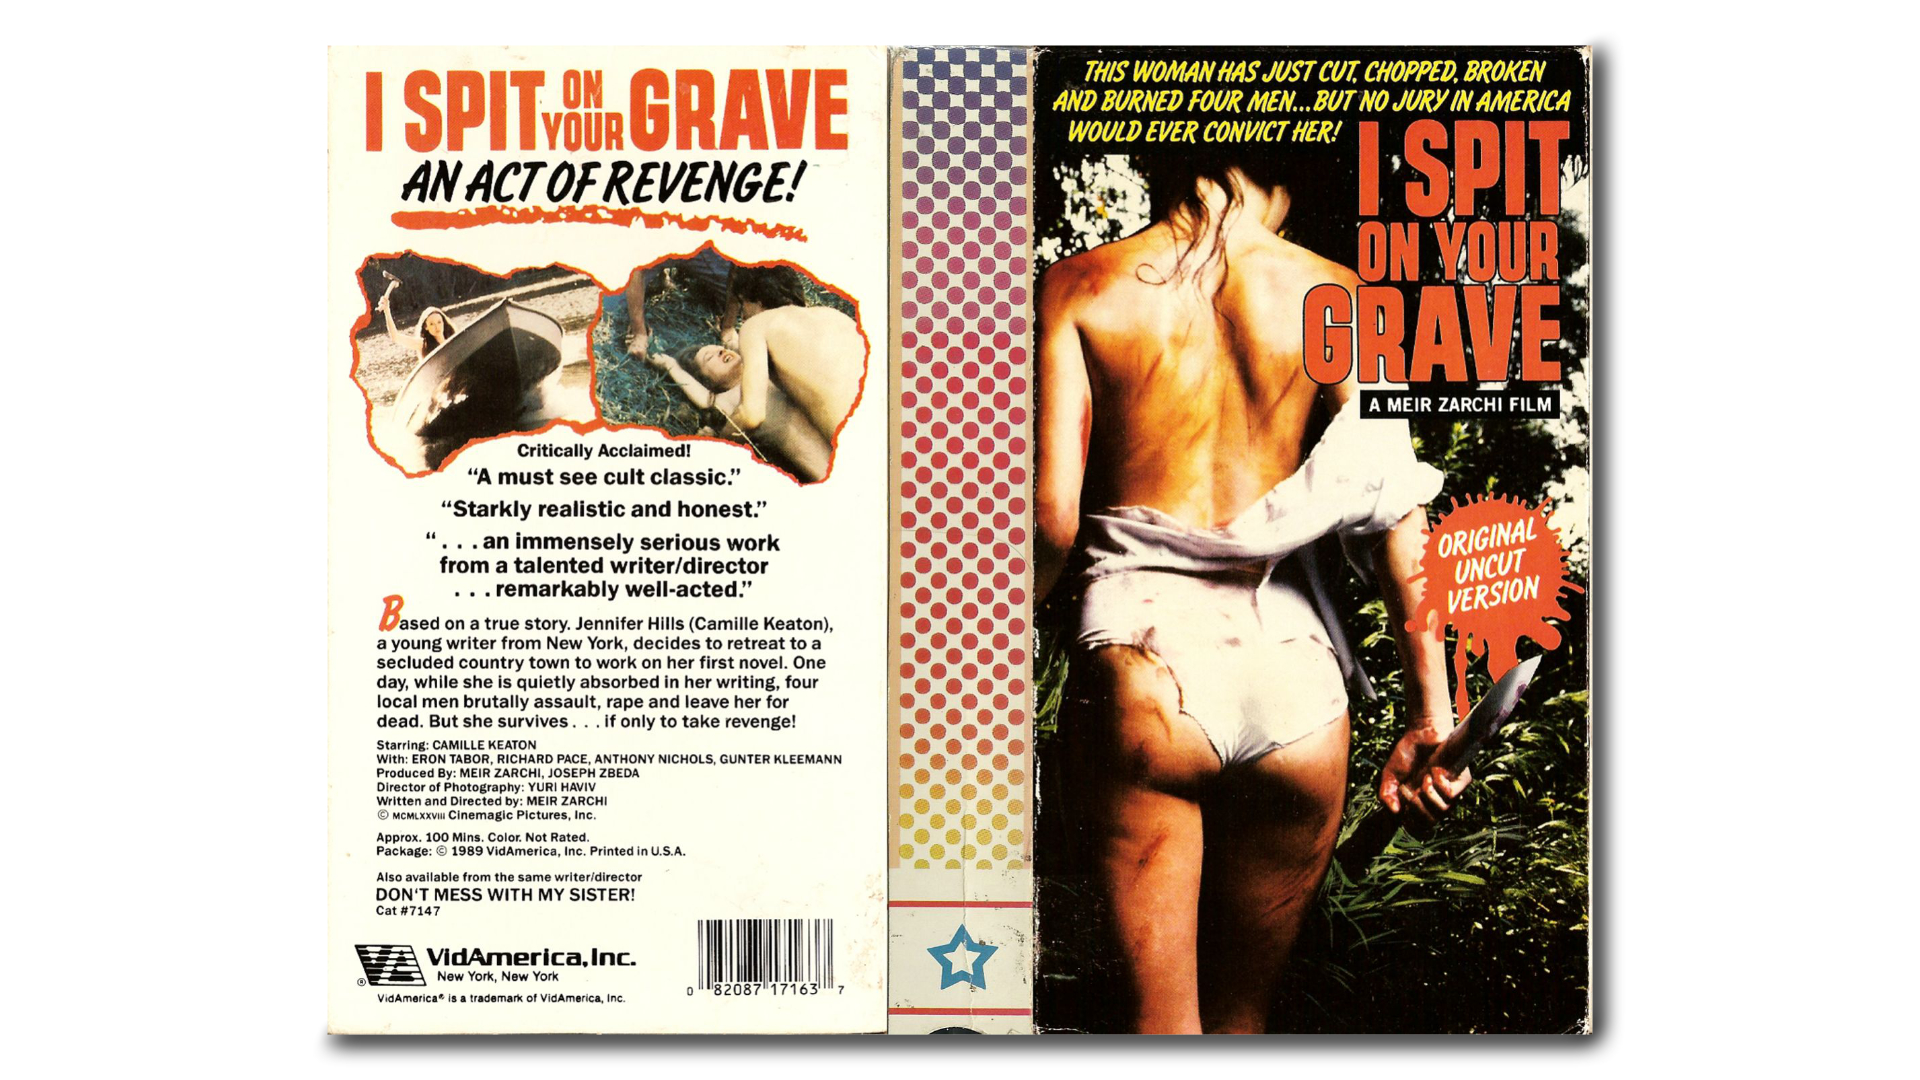 I SPIT ON YOUR GRAVE
AN ACT OF REVENGE!
Critically Acclaimed!
“A must see cult classic.”
“Starkly realistic and honest.”
“. . . an immensely serious work
from a talented writer/director
. . . remarkably well-acted.”
Based on a true story. Jennifer Hills (Camille Keaton),
a young writer from New York, decides to retreat to a
secluded country town to work on her first novel. One
day, while she is quietly absorbed in her writing, four
local men brutally assault, rape and leave her for
dead. But she survives . . . if only to take revenge!
Starring: CAMILLE KEATON
With: ERON TABOR, RICHARD PACE, ANTHONY NICHOLS, GUNTER KLEEMANN
Produced By: MEIR ZARCHI, JOSEPH ZBEDA
Director of Photography: YURI HAVIV
Written and Directed by: MEIR ZARCHI
© MCMLXXVIII Cinemagic Pictures, Inc.
Approx. 100 Mins. Color. Not Rated.
Package: © 1989 VidAmerica, Inc. Printed in U.S.A.
Also available from the same writer/director
DON'T MESS WITH MY SISTER!
Cat #7147
VA
® VidAmerica, Inc.
New York, New York
VidAmerica® is a trademark of VidAmerica, Inc.
0 82087 17163 7
THIS WOMAN HAS JUST CUT, CHOPPED, BROKEN
AND BURNED FOUR MEN...BUT NO JURY IN AMERICA
WOULD EVER CONVICT HER!
I SPIT
ON YOUR
GRAVE
A MEIR ZARCHI FILM
ORIGINAL
UNCUT
VERSION